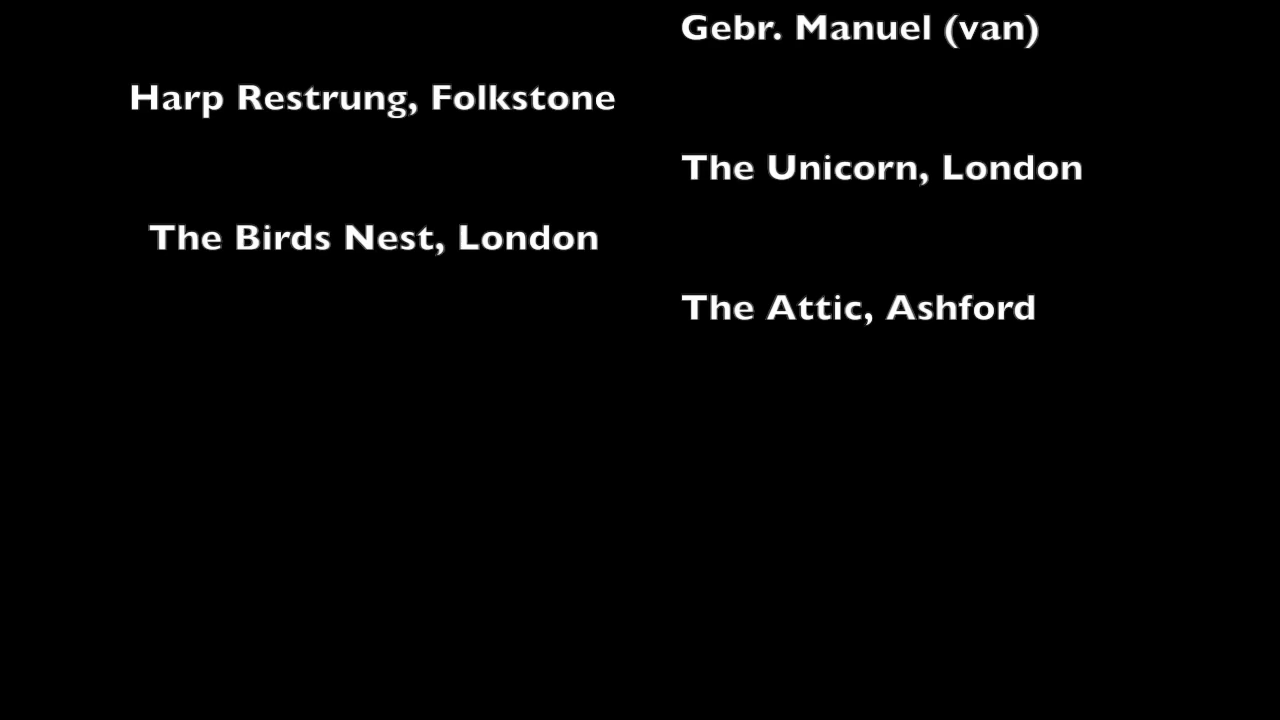 Gebr. Manuel (van)
Harp Restrung, Folkstone
The Unicorn, London
The Birds Nest, London
The Attic, Ashford